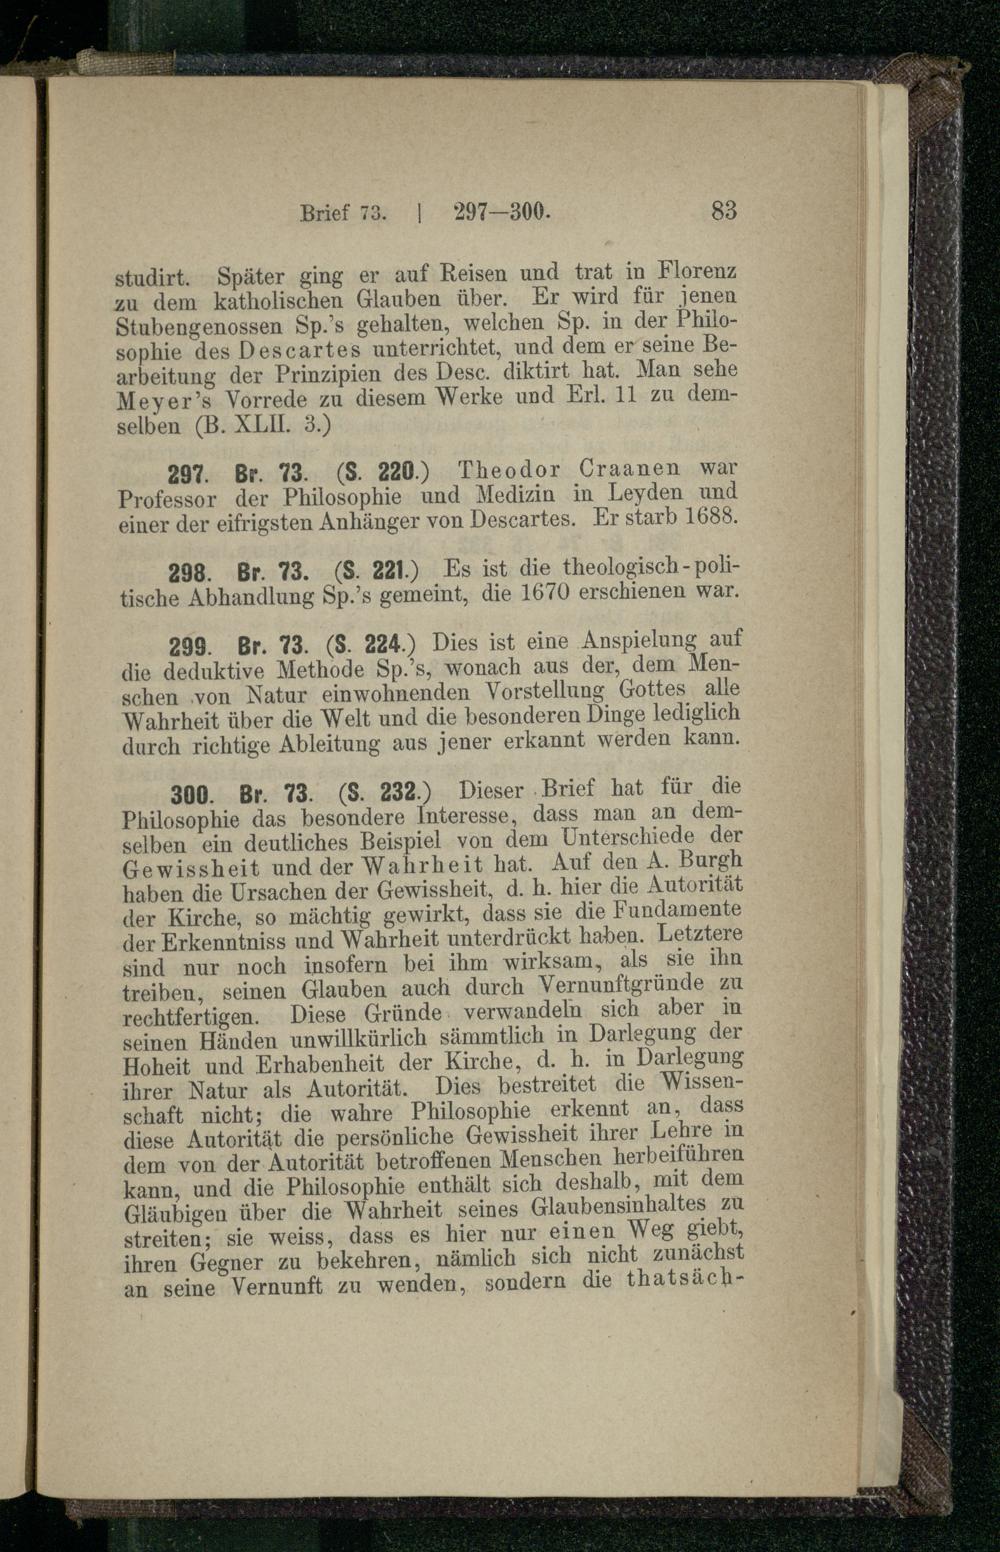 Brief 73. | 297—300. 83
studirt. Später ging er auf Reisen und trat in Florenz
zu dem katholischen Glauben über. Er wird für jenen
Stubengenossen Sp.'s gehalten, welchen Sp. in der Philo-
sophie des Descartes unterrichtet, und dem er seine Be-
arbeitung der Prinzipien des Desc. diktirt hat. Man sehe
Meyer's Vorrede zu diesem Werke und Erl. 11 zu dem-
selben (B. XLII. 3.)
297. Br. 73. (S. 220.) Theodor Craanen war
Professor der Philosophie und Medizin in Leyden und
einer der eifrigsten Anhänger von Descartes. Er starb 1688.
298. Br. 73. (S. 221.) Es ist die theologisch-poli-
tische Abhandlung Sp.'s gemeint, die 1670 erschienen war.
299. Br. 73. (S. 224.) Dies ist eine Anspielung auf
die deduktive Methode Sp.'s, wonach aus der, dem Men-
schen von Natur einwohnenden Vorstellung Gottes alle
Wahrheit über die Welt und die besonderen Dinge lediglich
durch richtige Ableitung aus jener erkannt werden kann.
300. Br. 73. (S. 232.) Dieser Brief hat für die
Philosophie das besondere Interesse, dass man an dem-
selben ein deutliches Beispiel von dem Unterschiede der
Gewissheit und der Wahrheit hat. Auf den A. Burgh
haben die Ursachen der Gewissheit, d. h. hier die Autorität
der Kirche, so mächtig gewirkt, dass sie die Fundamente
der Erkenntniss und Wahrheit unterdrückt haben. Letztere
sind nur noch insofern bei ihm wirksam, als sie ihn
treiben, seinen Glauben auch durch Vernunftgründe zu
rechtfertigen. Diese Gründe verwandeln sich aber in
seinen Händen unwillkürlich sämmtlich in Darlegung der
Hoheit und Erhabenheit der Kirche, d. h. in Darlegung
ihrer Natur als Autorität. Dies bestreitet die Wissen-
schaft nicht; die wahre Philosophie erkennt an, dass
diese Autorität die persönliche Gewissheit ihrer Lehre in
dem von der Autorität betroffenen Menschen herbeiführen
kann, und die Philosophie enthält sich deshalb, mit dem
Gläubigen über die Wahrheit seines Glaubensinhaltes zu
streiten; sie weiss, dass es hier nur einen Weg giebt,
ihren Gegner zu bekehren, nämlich sich nicht zunächst
an seine Vernunft zu wenden, sondern die thatsäch-